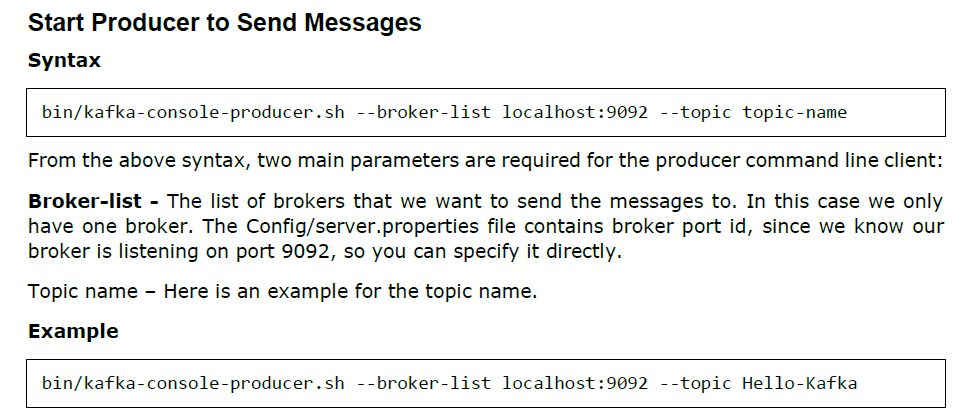 Start Producer to Send Messages
Syntax
bin/kafka-console-producer.sh --broker-list localhost:9092 --topic topic-name
From the above syntax, two main parameters are required for the producer command line client:
Broker-list - The list of brokers that we want to send the messages to. In this case we only
have one broker. The Config/server.properties file contains broker port id, since we know our
broker is listening on port 9092, so you can specify it directly.
Topic name – Here is an example for the topic name.
Example
bin/kafka-console-producer.sh --broker-list localhost:9092 --topic Hello-Kafka